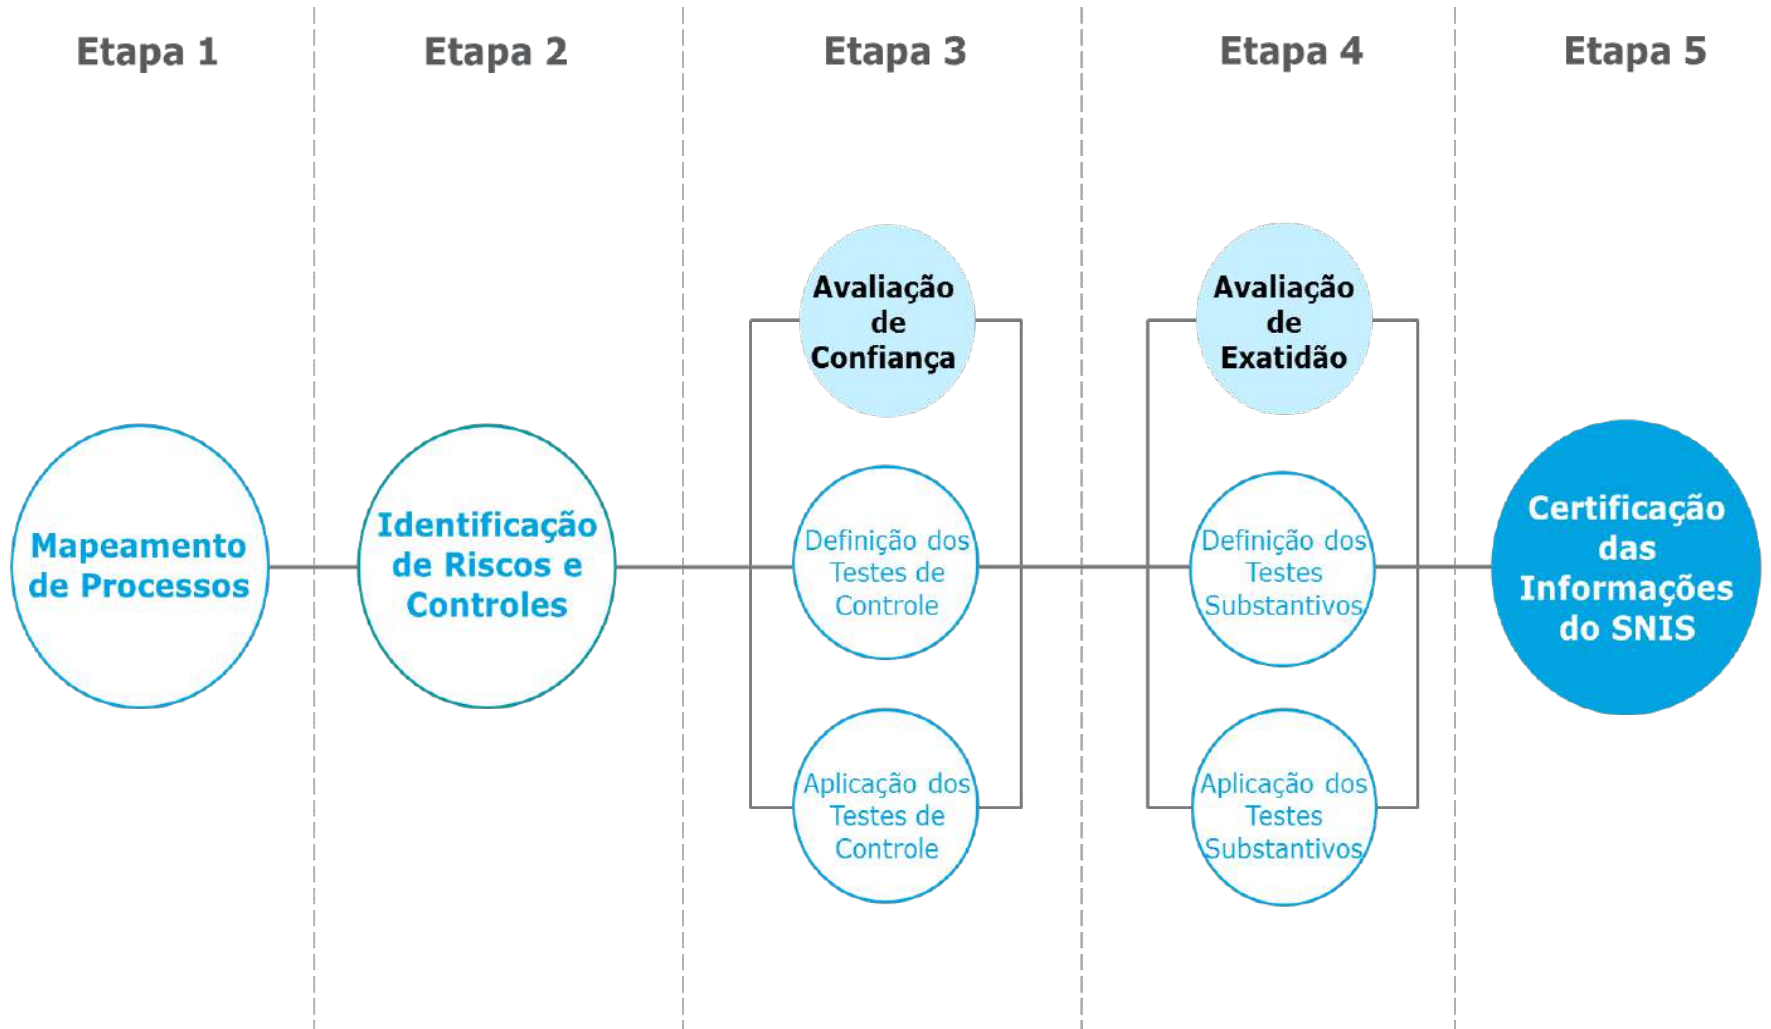 Etapa 1
Etapa 2
Etapa 3
Etapa 4
Etapa 5
Mapeamento
de Processos
Identificação
de Riscos e
Controles
Avaliação
de
Confiança
Definição dos
Testes de
Controle
Aplicação dos
Testes de
Controle
Avaliação
de
Exatidão
Definição dos
Testes
Substantivos
Aplicação dos
Testes
Substantivos
Certificação
das
Informações
do SNIS